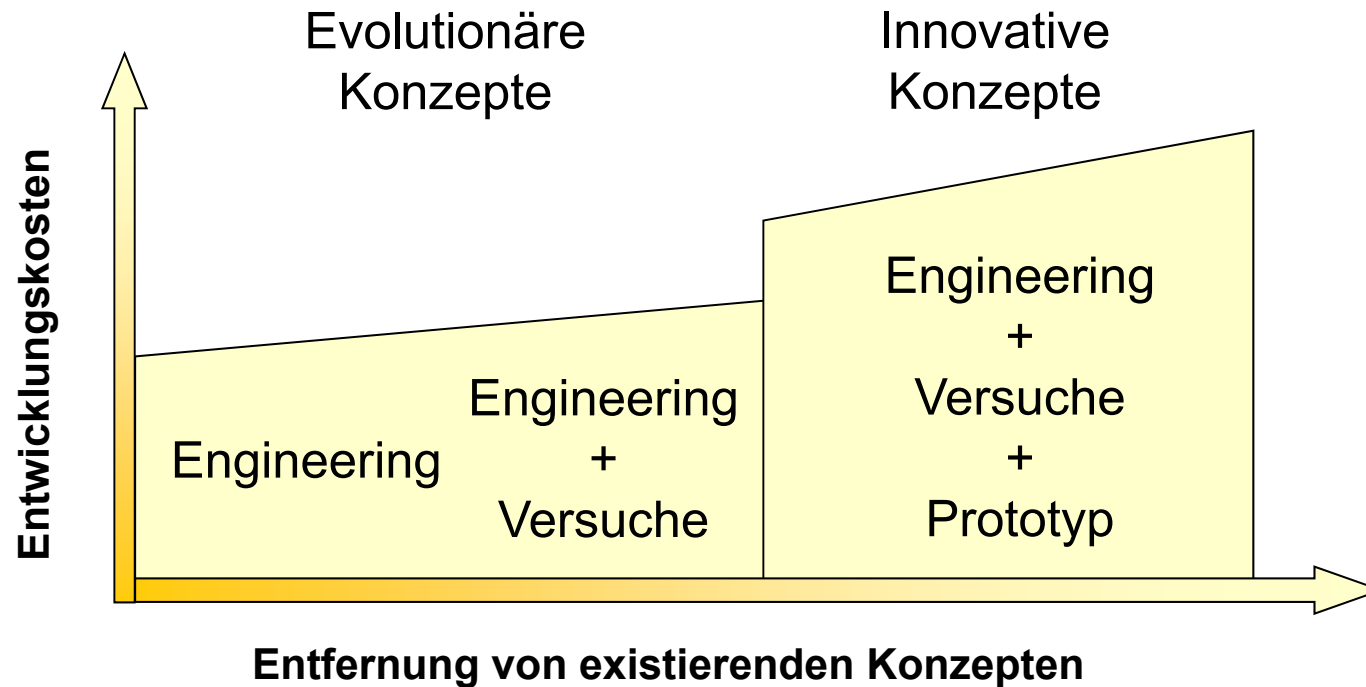 Evolutionäre
Konzepte
Innovative
Konzepte
Entwicklungskosten
Engineering
Engineering
+
Versuche
Engineering
+
Versuche
+
Prototyp
Entfernung von existierenden Konzepten